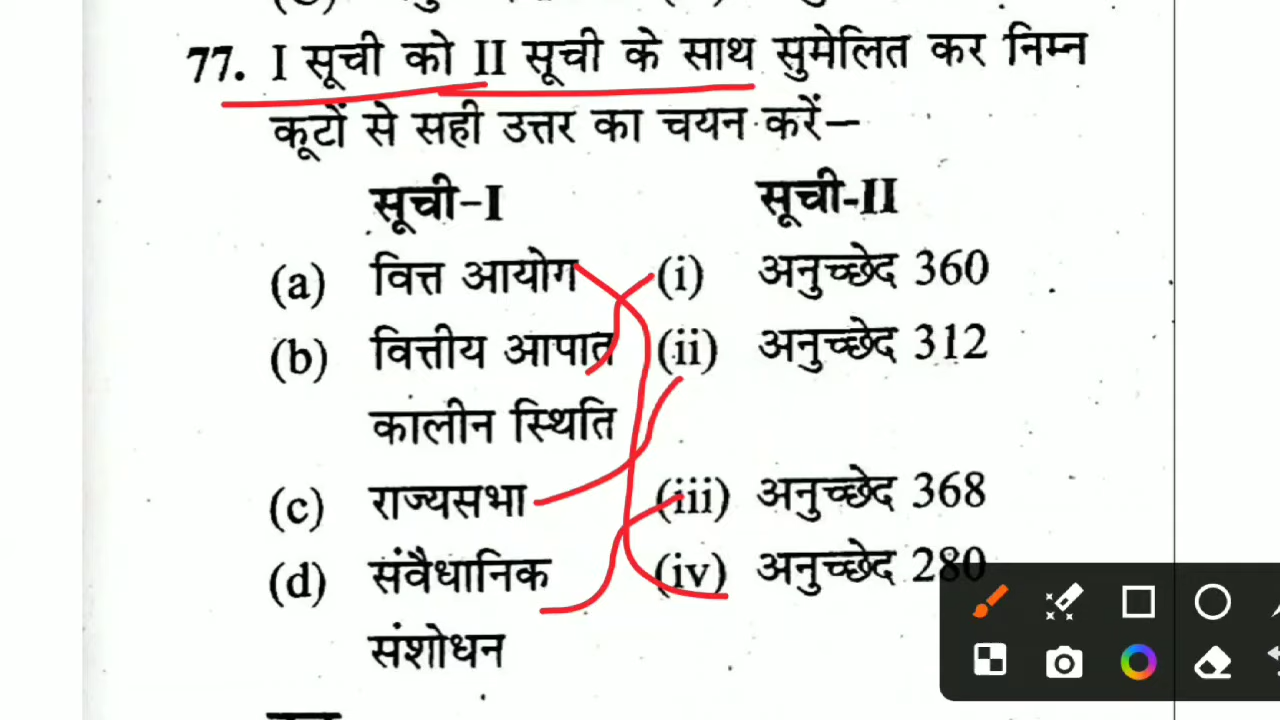 77. I सूची को II सूची के साथ सुमेलित कर निम्न
कूटों से सही उत्तर का चयन करें–
सूची-I सूची-II
(a) वित्त आयोग (i) अनुच्छेद 360
(b) वित्तीय आपात (ii) अनुच्छेद 312
कालीन स्थिति
(c) राज्यसभा (iii) अनुच्छेद 368
(d) संवैधानिक (iv) अनुच्छेद 280
संशोधन